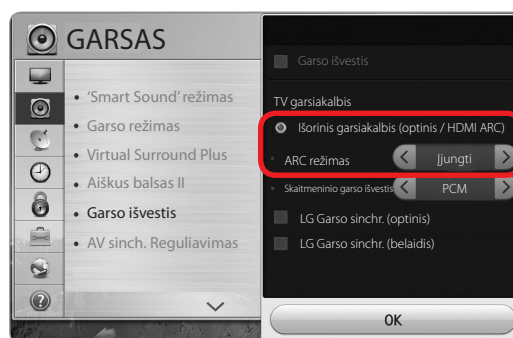 GARSAS
'Smart Sound' režimas
Garso režimas
Virtual Surround Plus
Aiškus balsas II
Garso išvestis
AV sinch. Reguliavimas
Garso išvestis
TV garsiakalbis
Išorinis garsiakalbis (optinis / HDMI ARC)
ARC režimas
Įjungti
Skaitmeninio garso išvestis
PCM
LG Garso sinchr. (optinis)
LG Garso sinchr. (belaidis)
OK